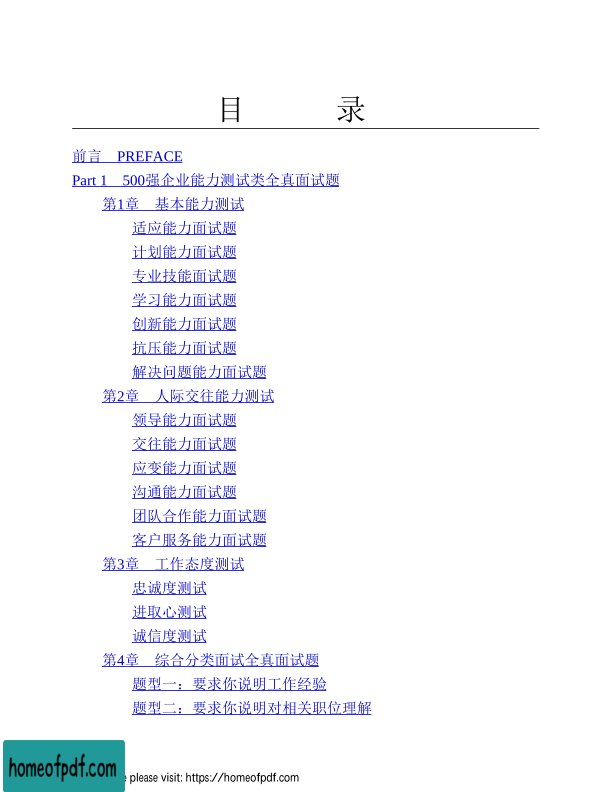 目 录
前言 PREFACE
Part 1 500强企业能力测试类全真面试题
第1章 基本能力测试
适应能力面试题
计划能力面试题
专业技能面试题
学习能力面试题
创新能力面试题
抗压能力面试题
解决问题能力面试题
第2章 人际交往能力测试
领导能力面试题
交往能力面试题
应变能力面试题
沟通能力面试题
团队合作能力面试题
客户服务能力面试题
第3章 工作态度测试
忠诚度测试
进取心测试
诚信度测试
第4章 综合分类面试全真面试题
题型一：要求你说明工作经验
题型二：要求你说明对相关职位理解
homeofpdf.com
please visit: https://homeofpdf.com